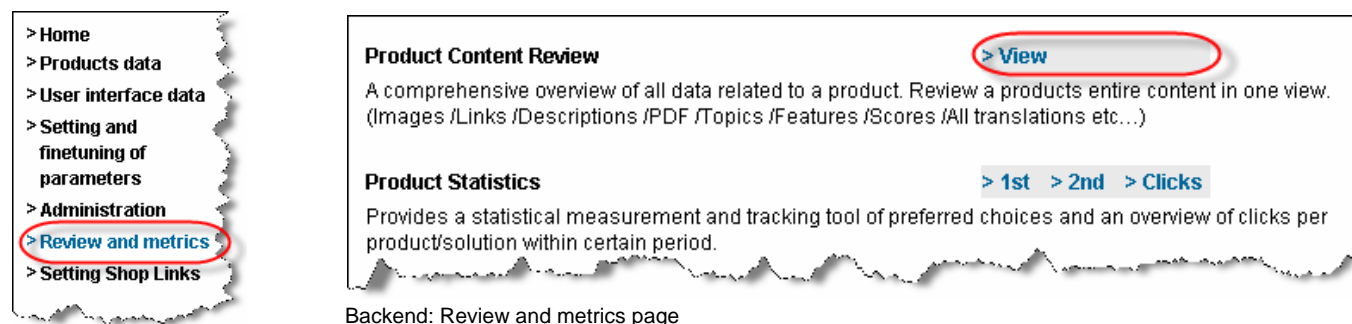 > Home
> Products data
> User interface data
> Setting and
finetuning of
parameters
> Administration
> Review and metrics
> Setting Shop Links
Product Content Review > View
A comprehensive overview of all data related to a product. Review a products entire content in one view.
(Images /Links /Descriptions /PDF /Topics /Features /Scores /All translations etc...)
Product Statistics > 1st > 2nd > Clicks
Provides a statistical measurement and tracking tool of preferred choices and an overview of clicks per
product/solution within certain period.
Backend: Review and metrics page